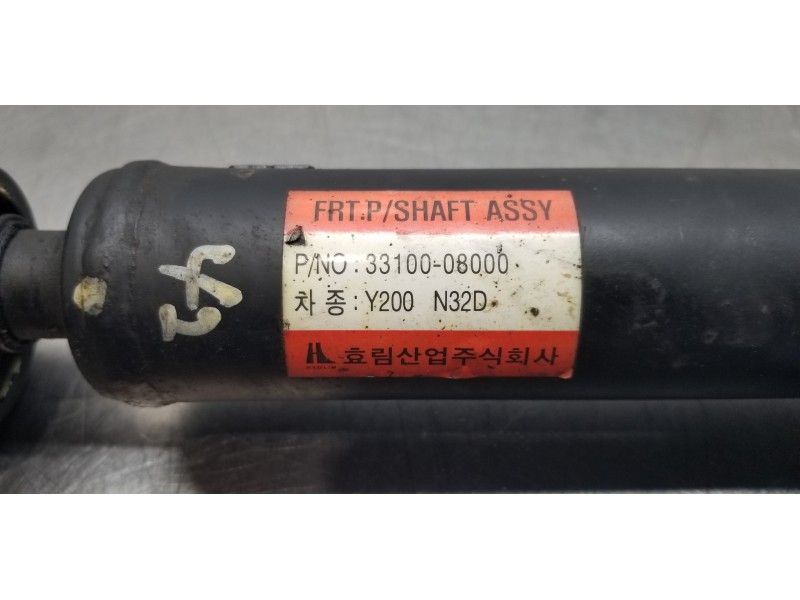 FRT.P/SHAFT ASSY
P/NO : 33100-08000
차 종 : Y200 N32D
효림산업주식회사